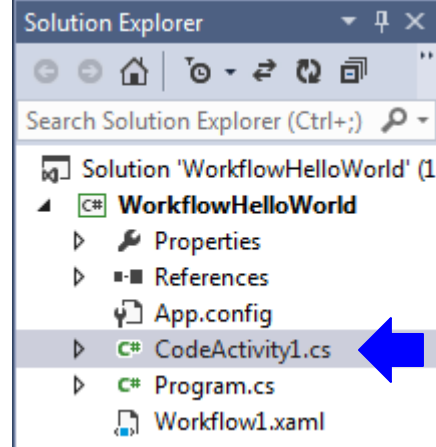 Solution Explorer
Search Solution Explorer (Ctrl+;)
Solution 'WorkflowHelloWorld' (1
C# WorkflowHelloWorld
Properties
References
App.config
C# CodeActivity1.cs
C# Program.cs
Workflow1.xaml